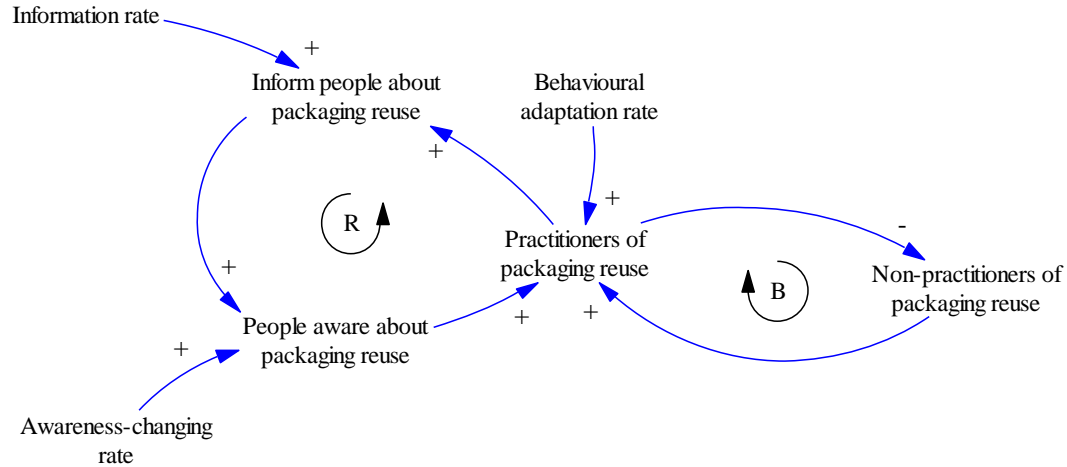 Information rate
+
Inform people about
packaging reuse
Behavioural
adaptation rate
+
+
R
Practitioners of
packaging reuse
-
Non-practitioners of
packaging reuse
B
+
People aware about
packaging reuse
+
+
+
Awareness-changing
rate